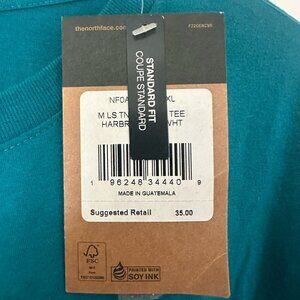 thenorthface.com
STANDARD FIT
COUPE STANDARD
NF0A XL
M LS TN TEE
HARBR WHT
1 96248 34440 9
MADE IN GUATEMALA
Suggested Retail 35.00
FSC
PRINTED WITH
SOY INK